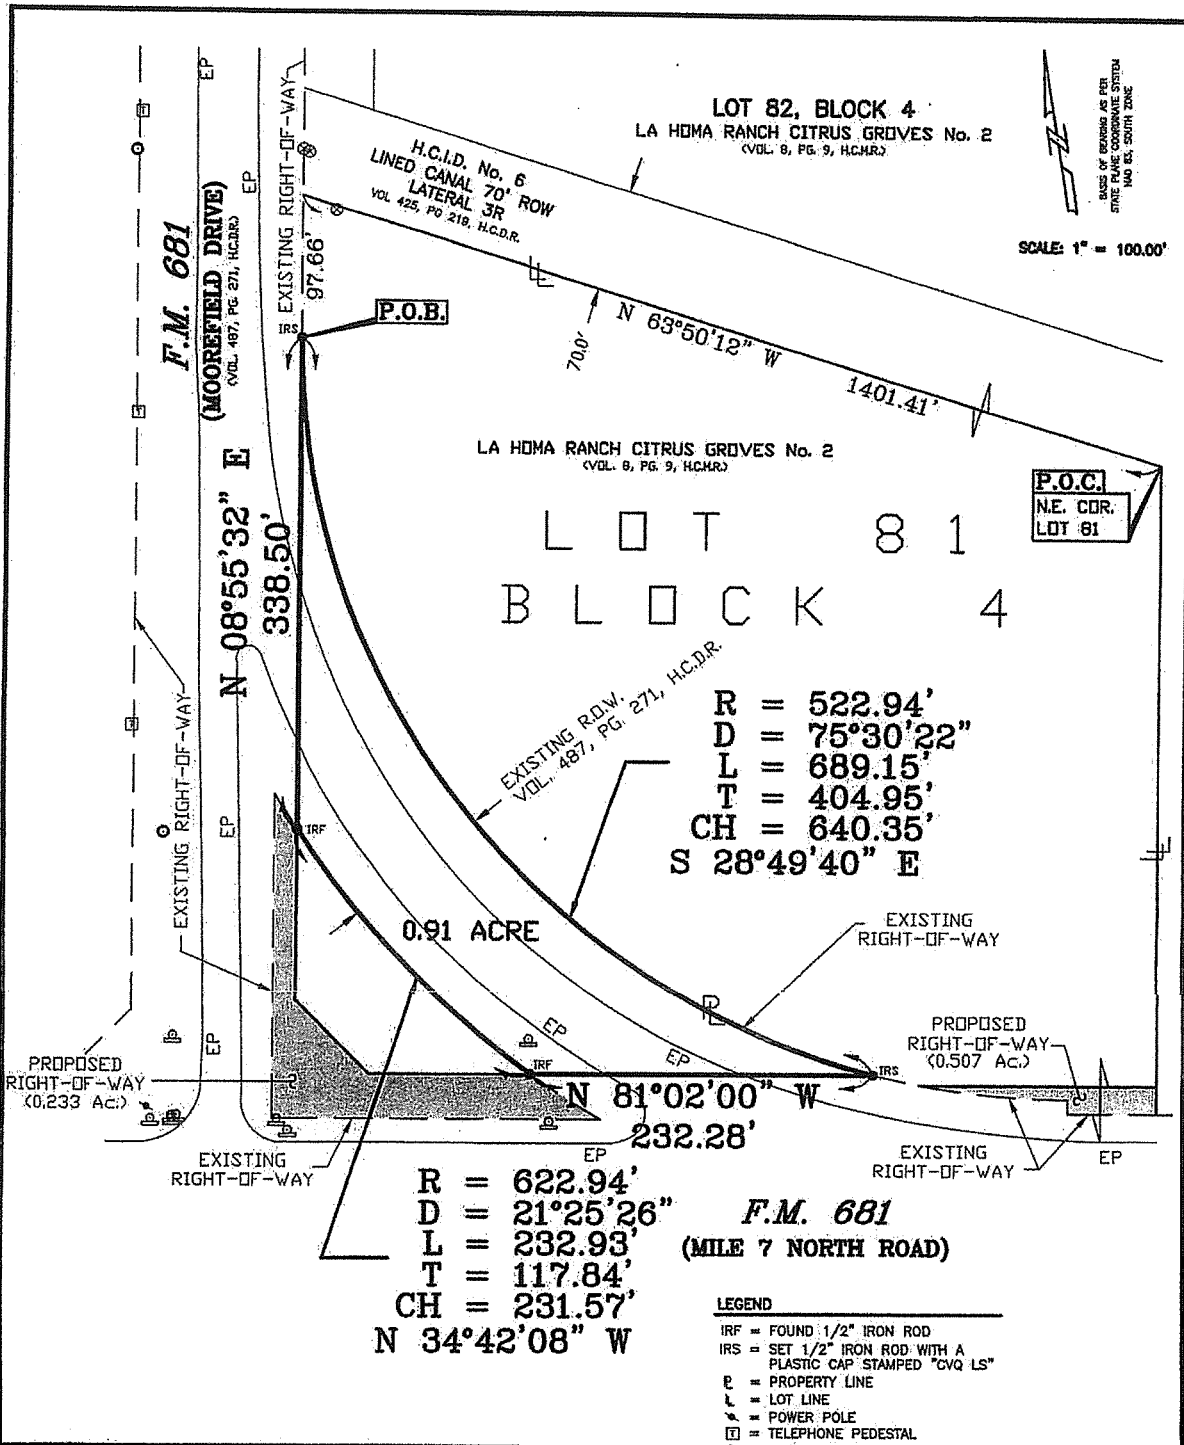 EP
LOT 82, BLOCK 4
LA HOMA RANCH CITRUS GROVES No. 2
(VOL. 8, PG. 9, H.C.M.R.)
BASIS OF BEARING AS PER
STATE PLANE COORDINATE SYSTEM
NAD 83, SOUTH ZONE
SCALE: 1" = 100.00'
H.C.I.D. No. 6
LINED CANAL 70' ROW
LATERAL 3R
VOL 425, PG 219, H.C.D.R.
EXISTING RIGHT-OF-WAY
EP
97.66'
F.M. 681
(MOOREFIELD DRIVE)
(VOL. 487, PG. 271, H.C.D.R.)
IRS
P.O.B.
70.0'
N 63°50'12" W
1401.41'
LA HOMA RANCH CITRUS GROVES No. 2
(VOL. 8, PG. 9, H.C.M.R.)
P.O.C.
N.E. COR.
LOT 81
LOT 81
BLOCK 4
N 08°55'32" E
338.50'
EXISTING R.O.W.
VOL. 487, PG. 271, H.C.D.R.
R = 522.94'
D = 75°30'22"
L = 689.15'
T = 404.95'
CH = 640.35'
S 28°49'40" E
EXISTING RIGHT-OF-WAY
EP
IRF
0.91 ACRE
EXISTING
RIGHT-OF-WAY
PL
EP
EP
EP
PROPOSED
RIGHT-OF-WAY
(0.507 Ac.)
PROPOSED
RIGHT-OF-WAY
(0.233 Ac.)
IRF
IRS
N 81°02'00" W
232.28'
EXISTING
RIGHT-OF-WAY
EP
EXISTING
RIGHT-OF-WAY
EP
R = 622.94'
D = 21°25'26"
L = 232.93'
T = 117.84'
CH = 231.57'
N 34°42'08" W
F.M. 681
(MILE 7 NORTH ROAD)
LEGEND
IRF = FOUND 1/2" IRON ROD
IRS = SET 1/2" IRON ROD WITH A
PLASTIC CAP STAMPED "CVQ LS"
PL = PROPERTY LINE
LL = LOT LINE
= POWER POLE
T = TELEPHONE PEDESTAL